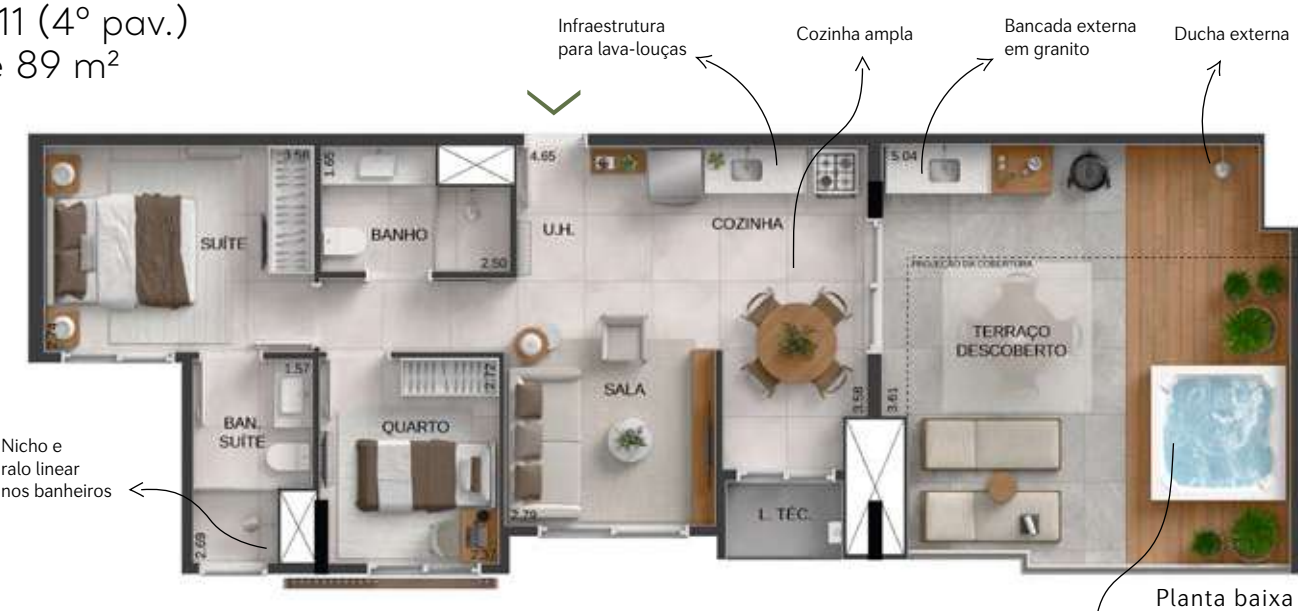 11 (4º pav.)
89 m²
Infraestrutura
para lava-louças
Cozinha ampla
Bancada externa
em granito
Ducha externa
3.56
1.65
4.65
5.04
SUÍTE
BANHO
U.H.
COZINHA
2.50
PROJEÇÃO DA COBERTURA
2.74
TERRAÇO
DESCOBERTO
1.57
2.72
SALA
3.58
3.61
BAN.
SUÍTE
QUARTO
Nicho e
ralo linear
nos banheiros
2.79
L. TÉC.
2.69
Planta baixa